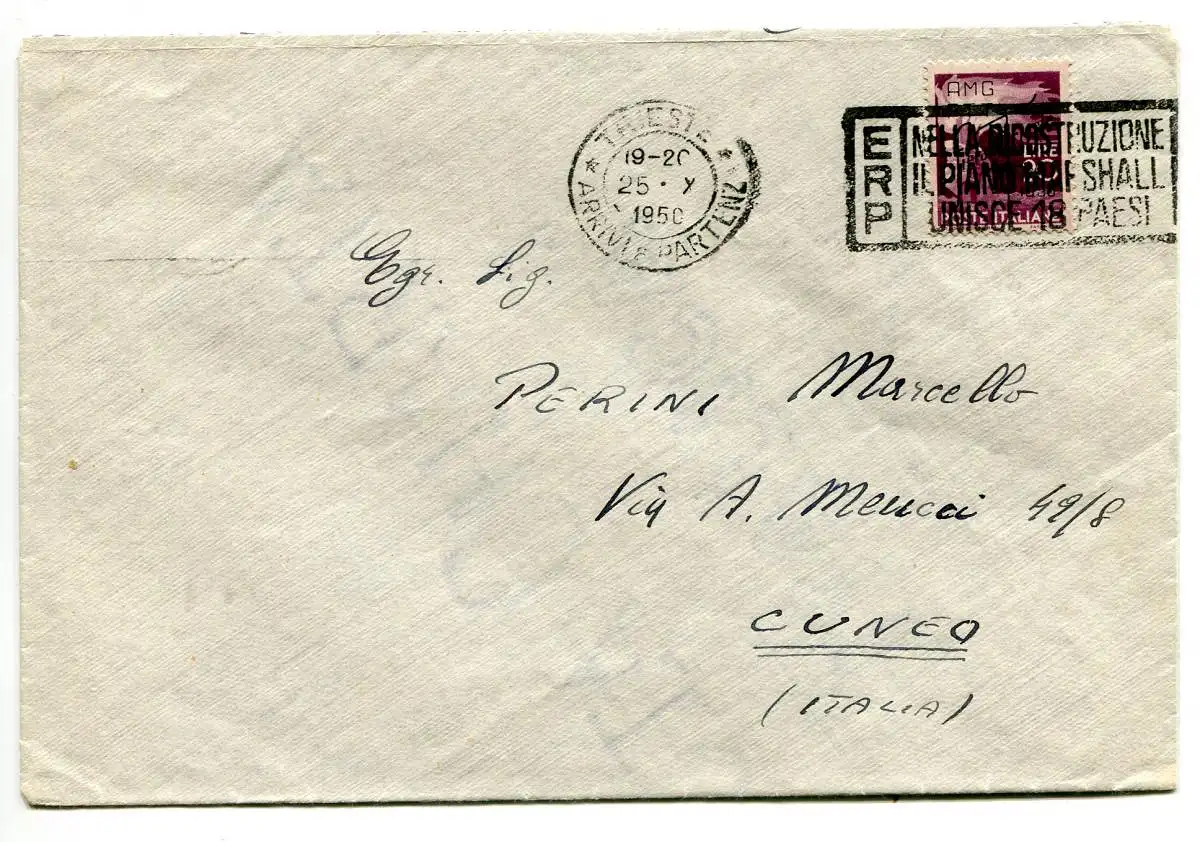 TRIESTE
19-20
25 · X
1950
ARRIVI E PARTENZ
AMG
ERP
NELLA RICOSTRUZIONE
IL PIANO MARSHALL
UNISCE 18 PAESI
Egr. Sig.
PERINI Marcello
Via A. Meucci 49/8
CUNEO
(ITALIA)